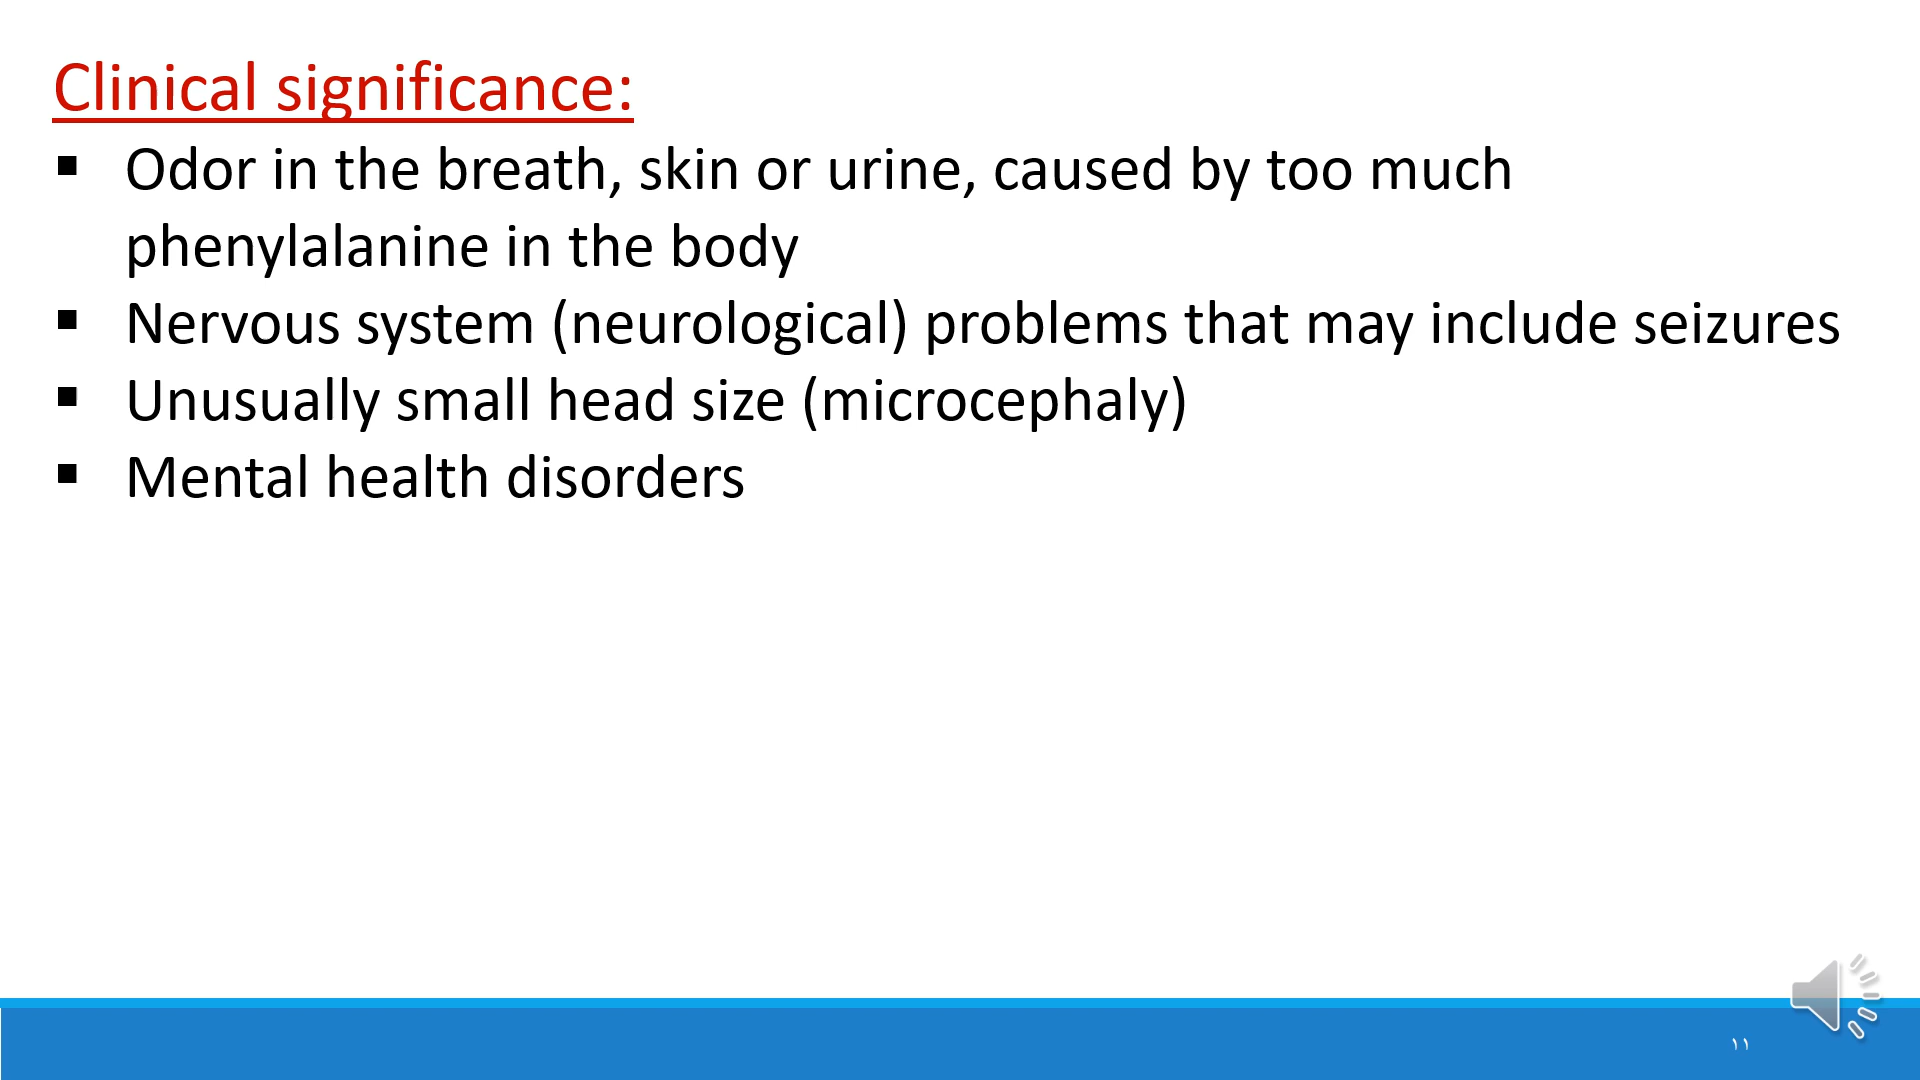 Clinical significance:
▪ Odor in the breath, skin or urine, caused by too much
phenylalanine in the body
▪ Nervous system (neurological) problems that may include seizures
▪ Unusually small head size (microcephaly)
▪ Mental health disorders
١١